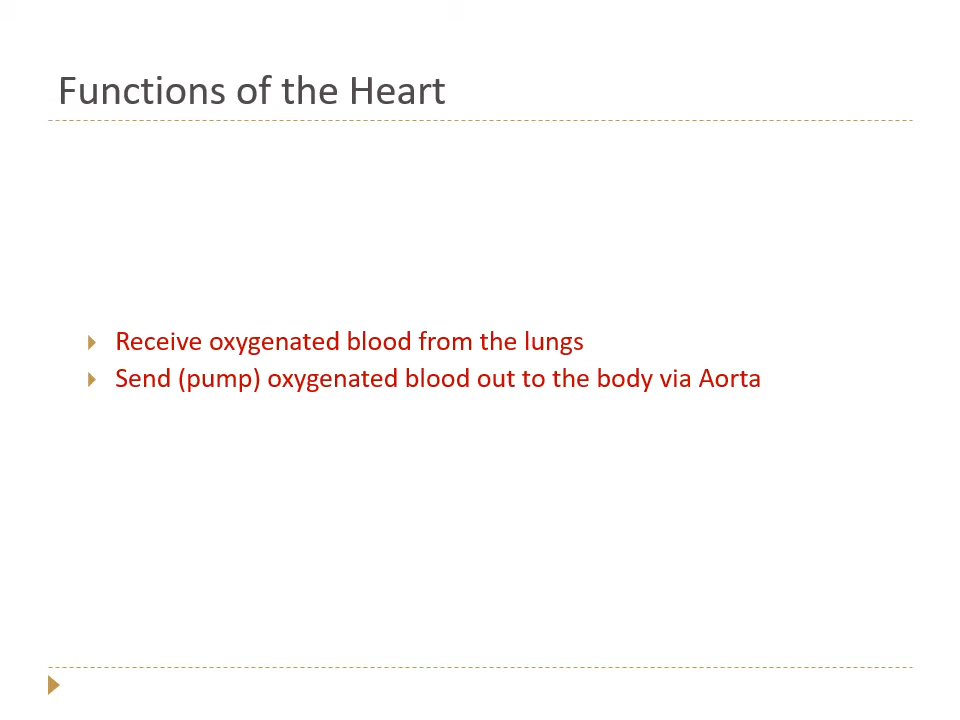 Functions of the Heart
Receive oxygenated blood from the lungs
Send (pump) oxygenated blood out to the body via Aorta